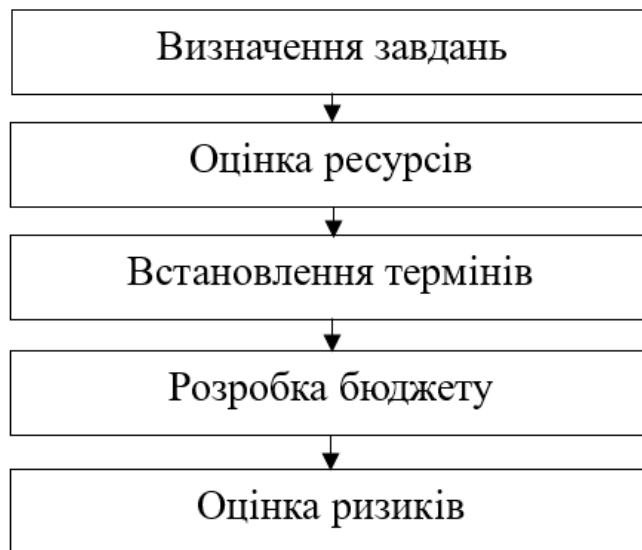 Визначення завдань
Оцінка ресурсів
Встановлення термінів
Розробка бюджету
Оцінка ризиків